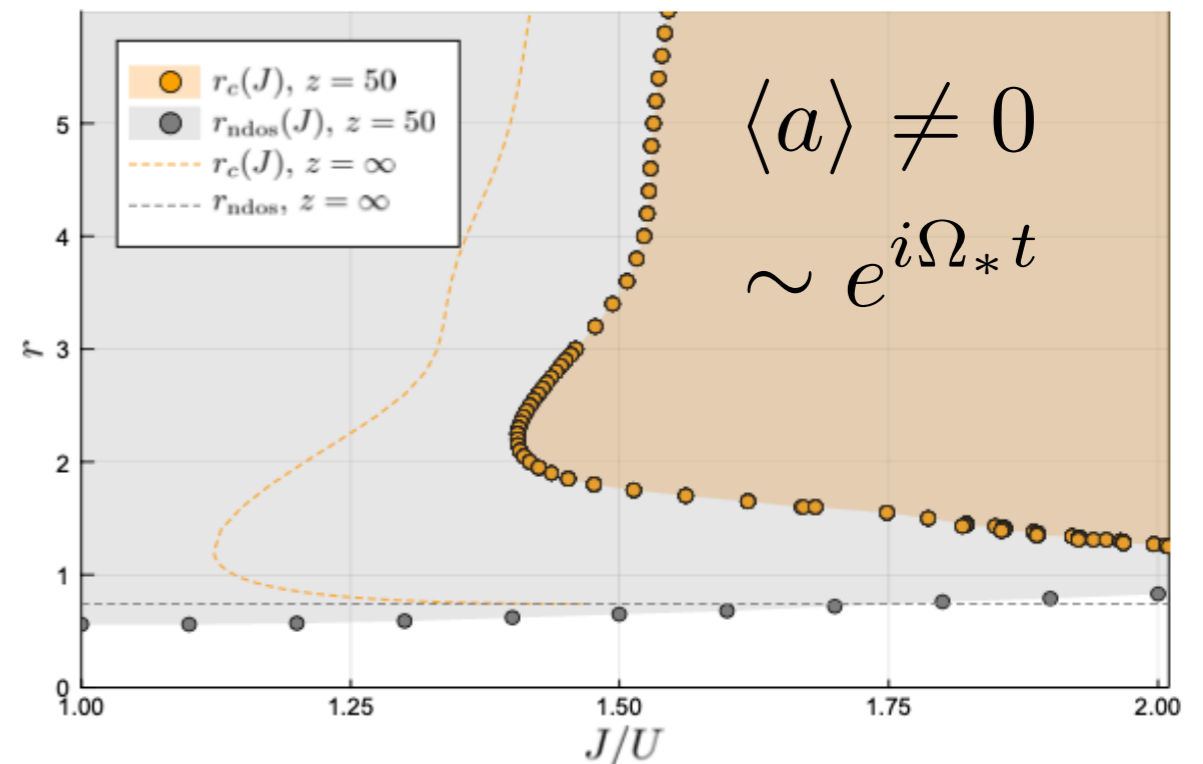 r_c(J), z = 50
r_ndos(J), z = 50
r_c(J), z = ∞
r_ndos, z = ∞
⟨a⟩ ≠ 0
∼ e^{iΩ_* t}
5
4
3
2
1
0
r
1.00 1.25 1.50 1.75 2.00
J/U